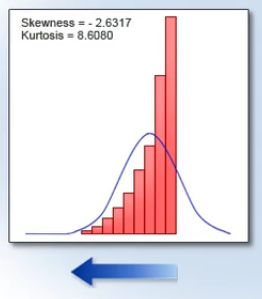 Skewness = - 2.6317
Kurtosis = 8.6080